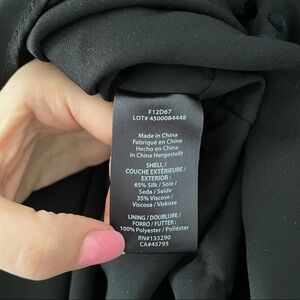 F12D67
LOT# 4500084448
Made in China
Fabriqué en Chine
Hecho en China
In China Hergestellt
SHELL /
COUCHE EXTÉRIEURE /
EXTERIOR :
65% Silk / Soie /
Seda / Seide
35% Viscose /
Viscosa / Viskose
LINING / DOUBLURE /
FORRO / FUTTER :
100% Polyester / Poliéster
RN# 133290
CA# 45795